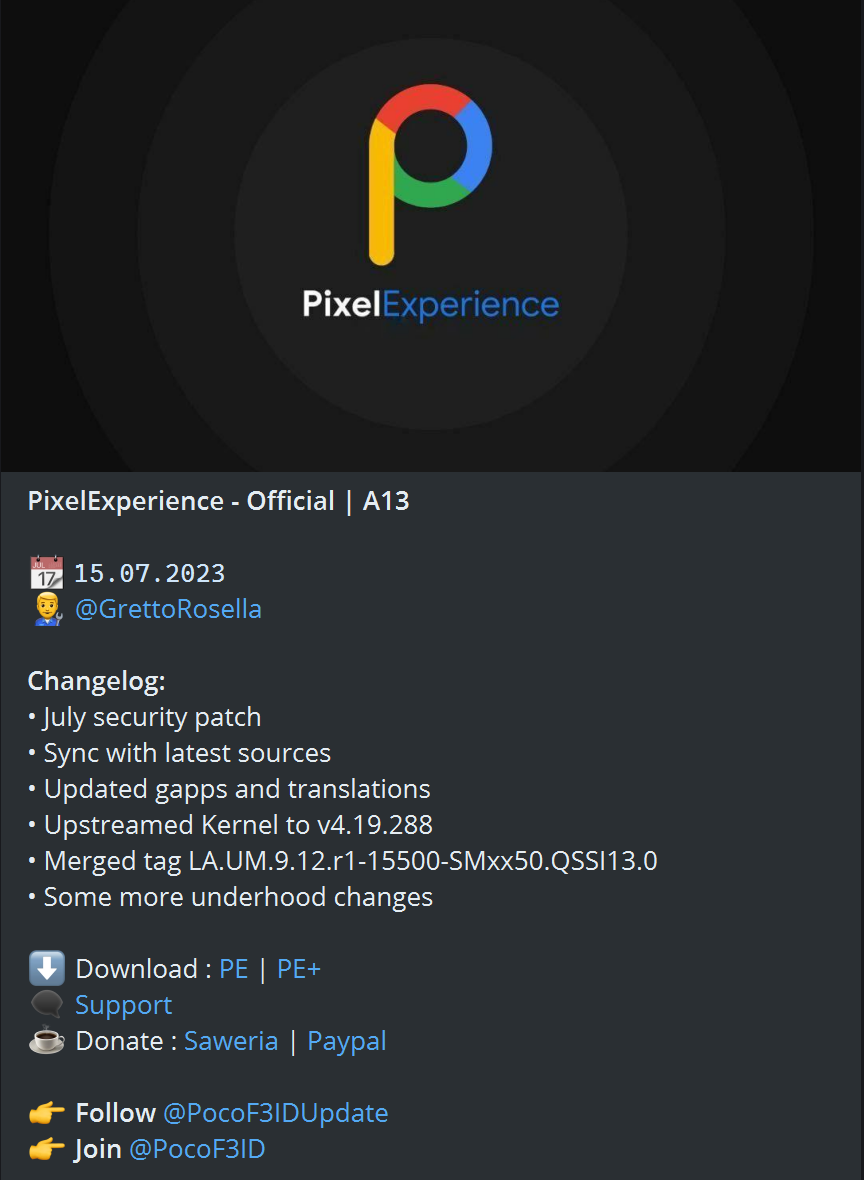 PixelExperience
PixelExperience - Official | A13
JUL
17
15.07.2023
@GrettoRosella
Changelog:
• July security patch
• Sync with latest sources
• Updated gapps and translations
• Upstreamed Kernel to v4.19.288
• Merged tag LA.UM.9.12.r1-15500-SMxx50.QSSI13.0
• Some more underhood changes
Download : PE | PE+
Support
Donate : Saweria | Paypal
Follow @PocoF3IDUpdate
Join @PocoF3ID